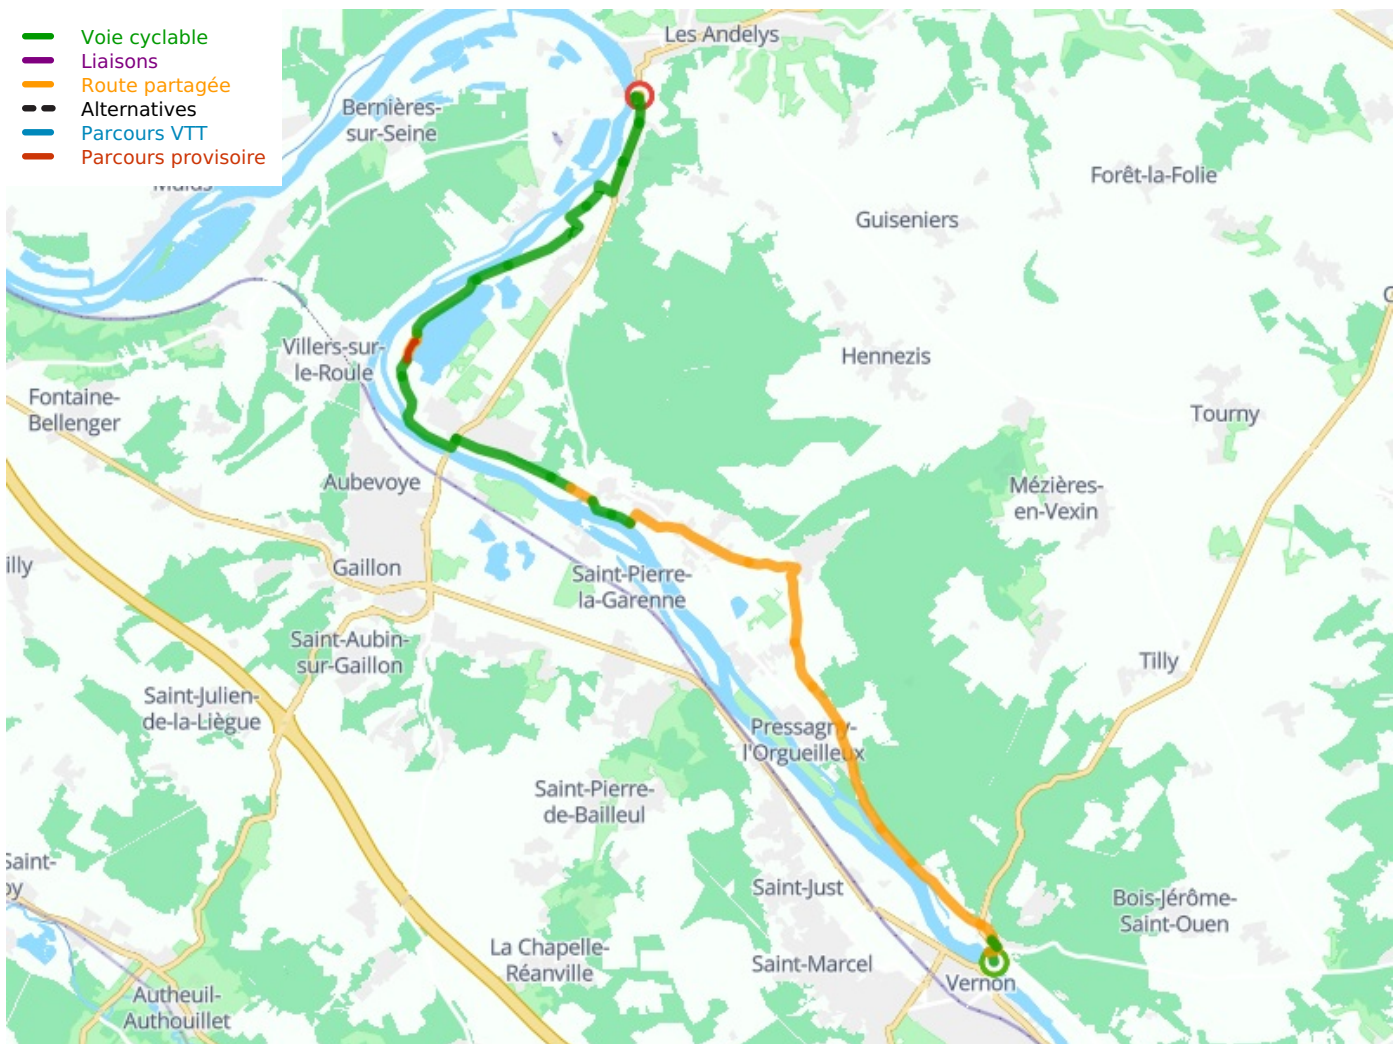 Voie cyclable
Liaisons
Route partagée
Alternatives
Parcours VTT
Parcours provisoire
Les Andelys
Bernières-
sur-Seine
Forêt-la-Folie
Guiseniers
Villers-sur-
le-Roule
Hennezis
Fontaine-
Bellenger
Tourny
Aubevoye
Mézières-
en-Vexin
illy
Gaillon
Saint-Pierre-
la-Garenne
Saint-Aubin-
sur-Gaillon
Tilly
Saint-Julien-
de-la-Liègue
Pressagny-
l'Orgueilleux
Saint-Pierre-
de-Bailleul
Saint-
oy
Saint-Just
Bois-Jérôme-
Saint-Ouen
La Chapelle-
Réanville
Saint-Marcel
Vernon
Autheuil-
Authouillet